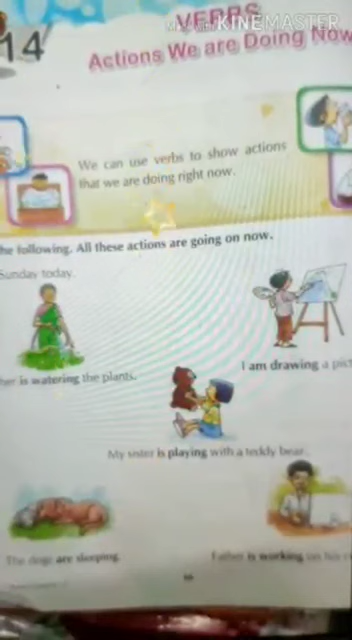 14
VERBS
KINEMASTER
Actions We are Doing Now
We can use verbs to show actions
that we are doing right now.
he following. All these actions are going on now.
Sunday today.
her is watering the plants.
I am drawing a pict
My sister is playing with a teddy bear.
The dogs are sleeping.
Father is working on his